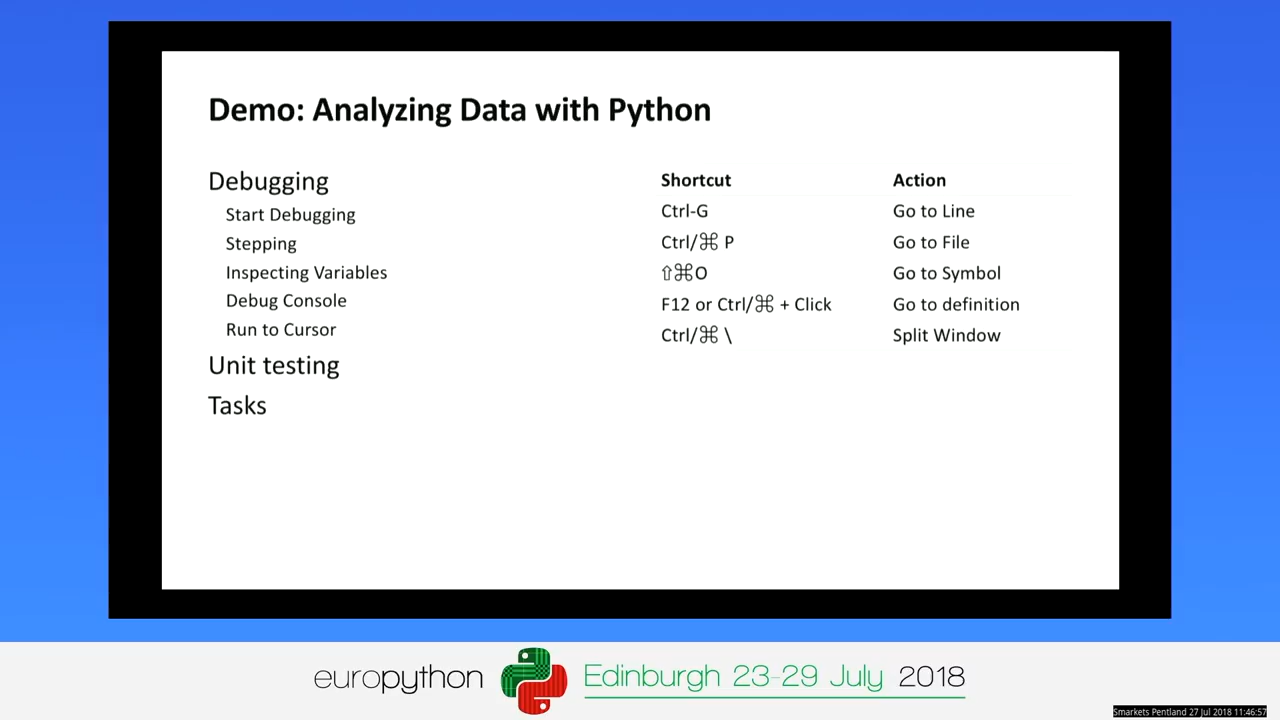 Demo: Analyzing Data with Python
Debugging
Start Debugging
Stepping
Inspecting Variables
Debug Console
Run to Cursor
Unit testing
Tasks
Shortcut Action
Ctrl-G Go to Line
Ctrl/⌘ P Go to File
⇧⌘O Go to Symbol
F12 or Ctrl/⌘ + Click Go to definition
Ctrl/⌘ \ Split Window
europython Edinburgh 23-29 July 2018
Smarkets Pentland 27 Jul 2018 11:46:57